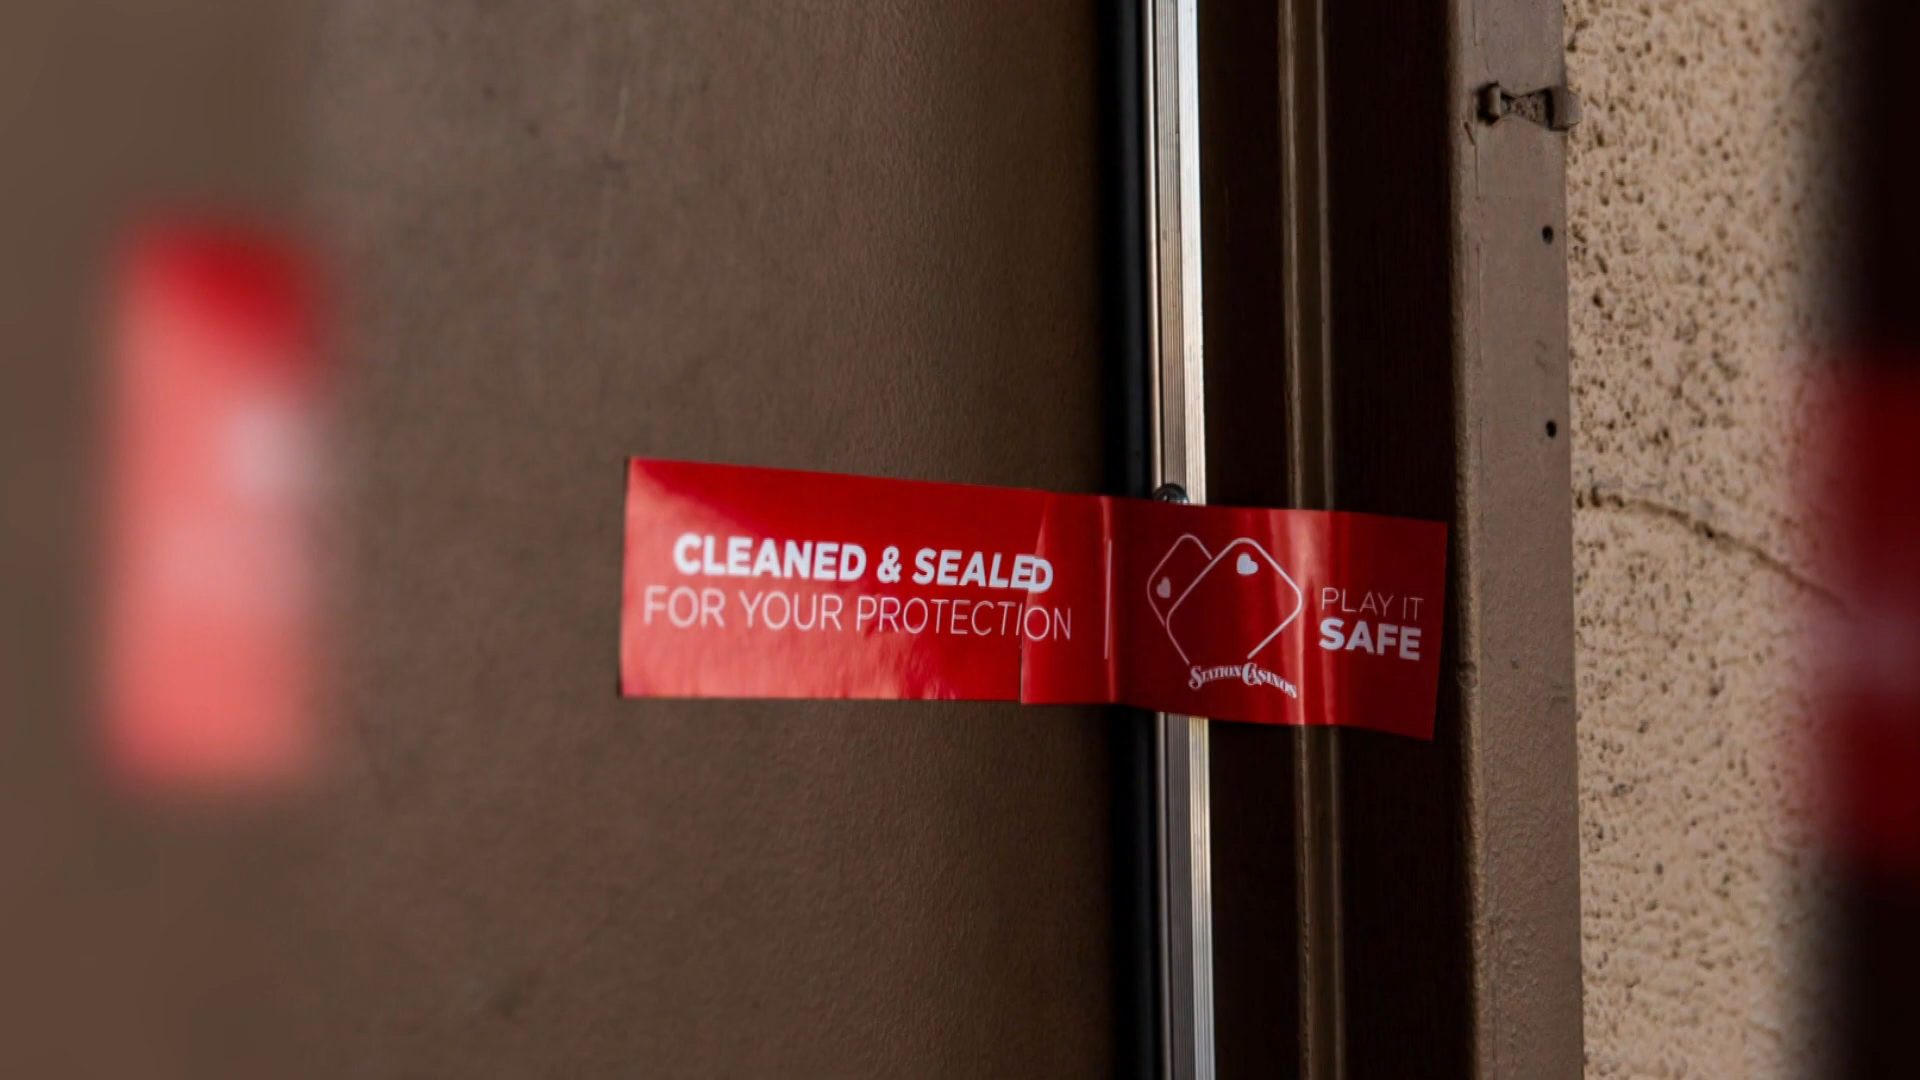 CLEANED & SEALED
FOR YOUR PROTECTION
STATION CASINOS
PLAY IT
SAFE